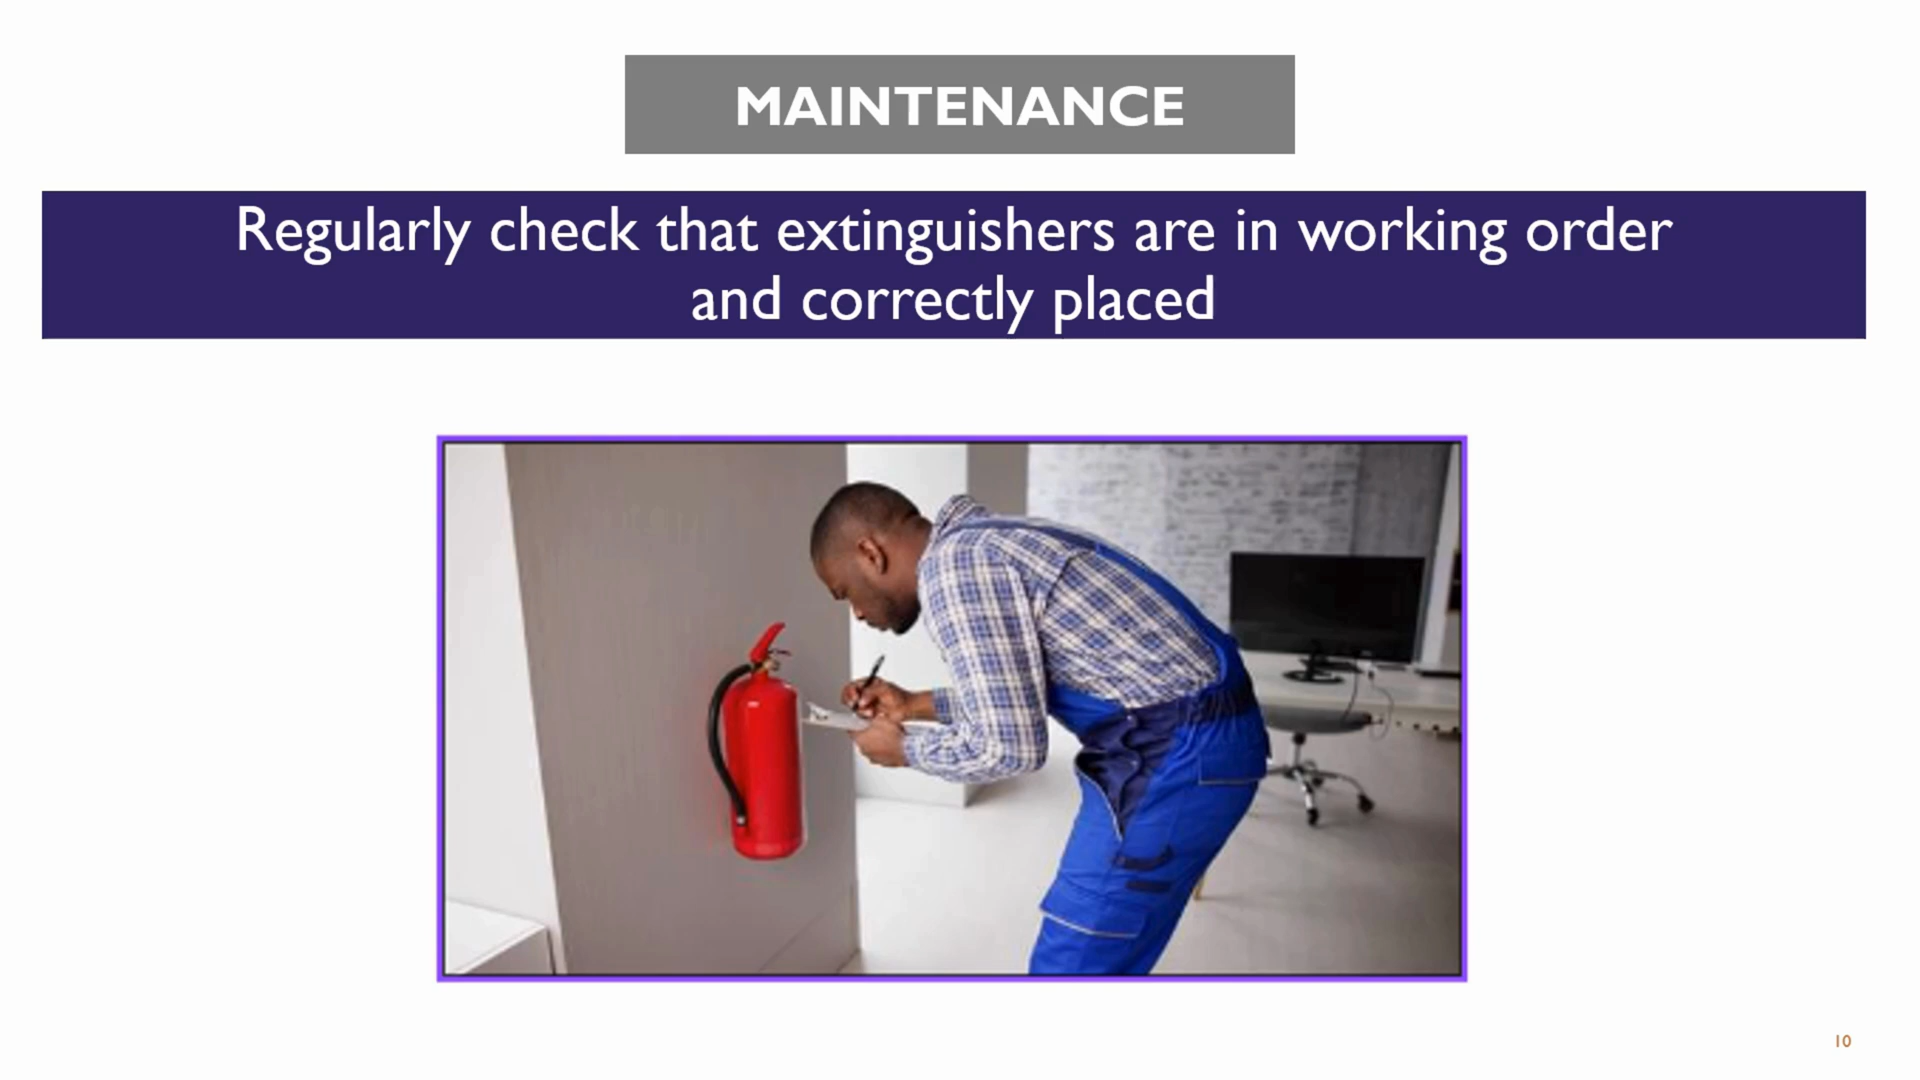 MAINTENANCE
Regularly check that extinguishers are in working order
and correctly placed
10